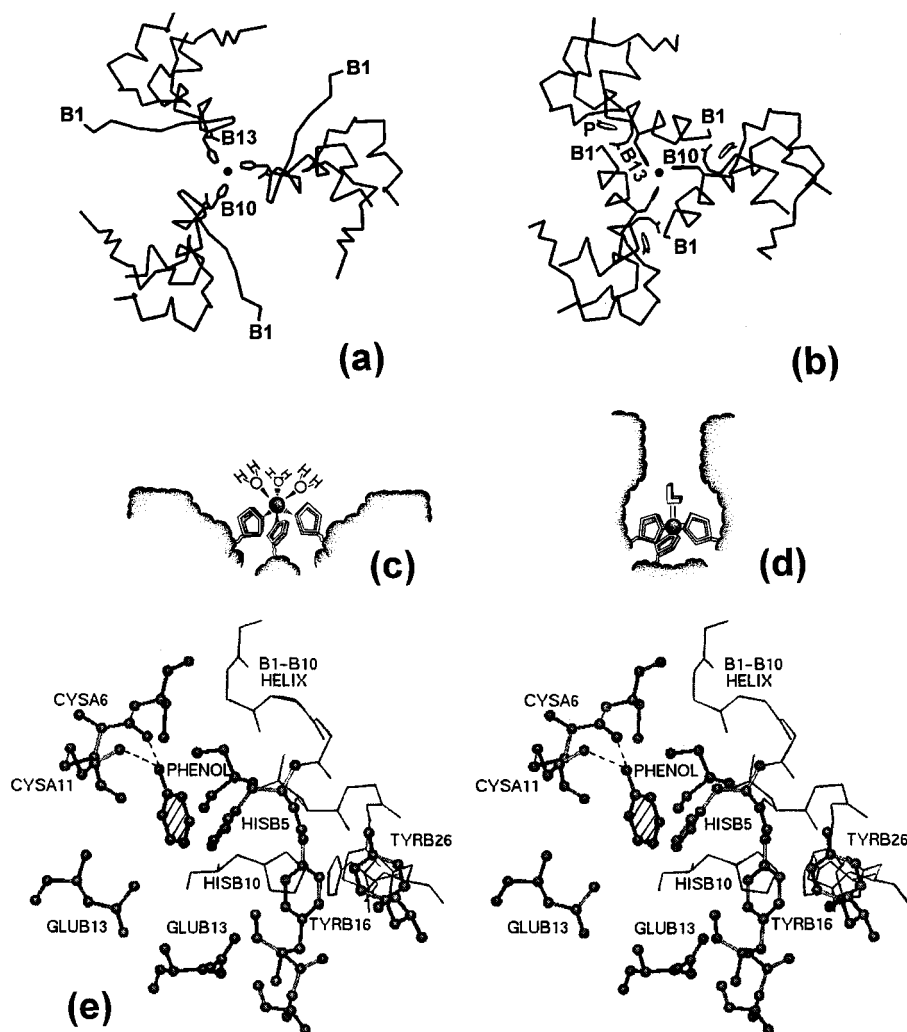 B1
B1
B13
B10
B1
(a)
P
B1
B1
B13
B10
B1
(b)
H H H H H H
O O O
(c)
L
(d)
B1-B10
HELIX
CYSA6
CYSA11
PHENOL
HISB5
TYRB26
HISB10
GLUB13
GLUB13
TYRB16
(e)
B1-B10
HELIX
CYSA6
CYSA11
PHENOL
HISB5
TYRB26
HISB10
GLUB13
GLUB13
TYRB16